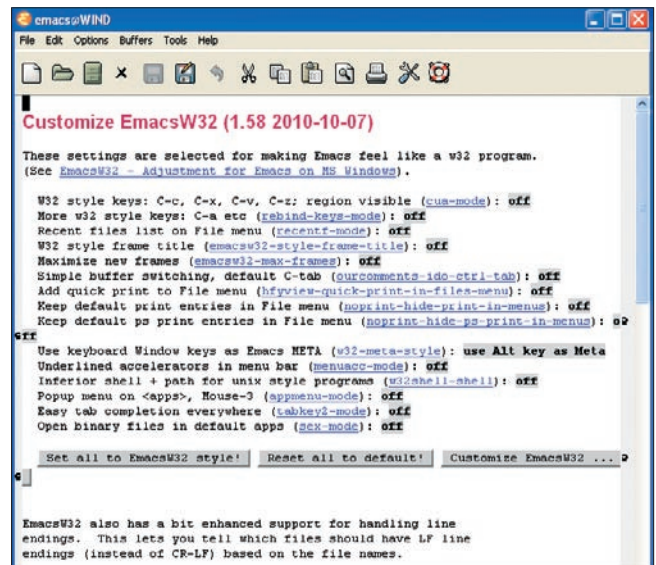 emacs@WIND
File Edit Options Buffers Tools Help
Customize EmacsW32 (1.58 2010-10-07)
These settings are selected for making Emacs feel like a w32 program.
(See EmacsW32 - Adjustment for Emacs on MS Windows).
W32 style keys: C-c, C-x, C-v, C-z; region visible (cua-mode): off
More w32 style keys: C-a etc (rebind-keys-mode): off
Recent files list on File menu (recentf-mode): off
W32 style frame title (emacsw32-style-frame-title): off
Maximize new frames (emacsw32-max-frames): off
Simple buffer switching, default C-tab (ourcomments-ido-ctrl-tab): off
Add quick print to File menu (hfyview-quick-print-in-files-menu): off
Keep default print entries in File menu (noprint-hide-print-in-menus): off
Keep default ps print entries in File menu (noprint-hide-ps-print-in-menus): o
ff
Use keyboard Window keys as Emacs META (w32-meta-style): use Alt key as Meta
Underlined accelerators in menu bar (menuacc-mode): off
Inferior shell + path for unix style programs (w32shell-shell): off
Popup menu on <apps>, Mouse-3 (appmenu-mode): off
Easy tab completion everywhere (tabkey2-mode): off
Open binary files in default apps (sex-mode): off
Set all to EmacsW32 style! Reset all to default! Customize EmacsW32 ...
EmacsW32 also has a bit enhanced support for handling line
endings. This lets you tell which files should have LF line
endings (instead of CR-LF) based on the file names.